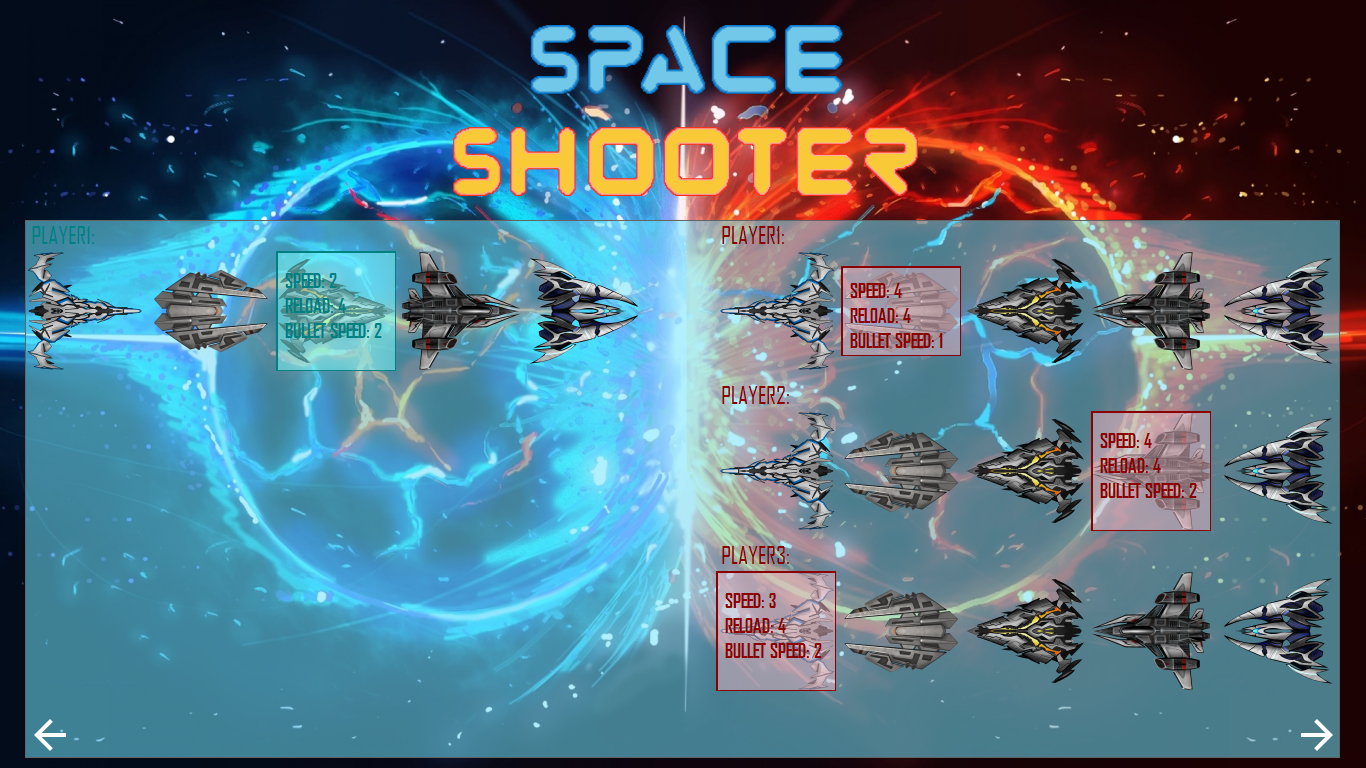 SPACE
SHOOTER
PLAYER1:
SPEED: 2
RELOAD: 4
BULLET SPEED: 2
PLAYER1:
SPEED: 4
RELOAD: 4
BULLET SPEED: 1
PLAYER2:
SPEED: 4
RELOAD: 4
BULLET SPEED: 2
PLAYER3:
SPEED: 3
RELOAD: 4
BULLET SPEED: 2